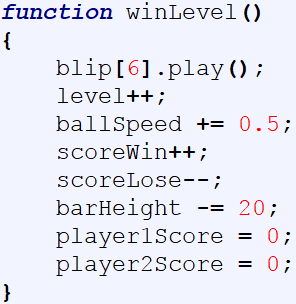 function winLevel()
{
    blip[6].play();
    level++;
    ballSpeed += 0.5;
    scoreWin++;
    scoreLose--;
    barHeight -= 20;
    player1Score = 0;
    player2Score = 0;
}